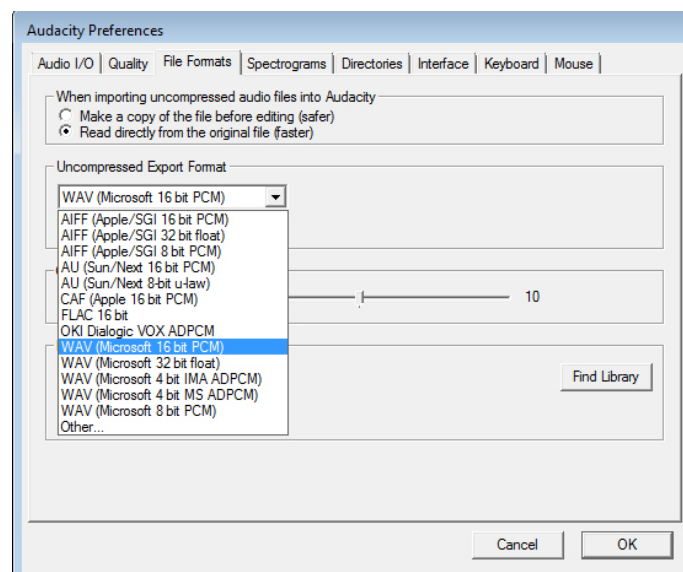 Audacity Preferences
Audio I/O Quality File Formats Spectrograms Directories Interface Keyboard Mouse
When importing uncompressed audio files into Audacity
Make a copy of the file before editing (safer)
Read directly from the original file (faster)
Uncompressed Export Format
WAV (Microsoft 16 bit PCM)
AIFF (Apple/SGI 16 bit PCM)
AIFF (Apple/SGI 32 bit float)
AIFF (Apple/SGI 8 bit PCM)
AU (Sun/Next 16 bit PCM)
AU (Sun/Next 8-bit u-law)
CAF (Apple 16 bit PCM)
FLAC 16 bit
OKI Dialogic VOX ADPCM
WAV (Microsoft 16 bit PCM)
WAV (Microsoft 32 bit float)
WAV (Microsoft 4 bit IMA ADPCM)
WAV (Microsoft 4 bit MS ADPCM)
WAV (Microsoft 8 bit PCM)
Other...
10
Find Library
Cancel OK